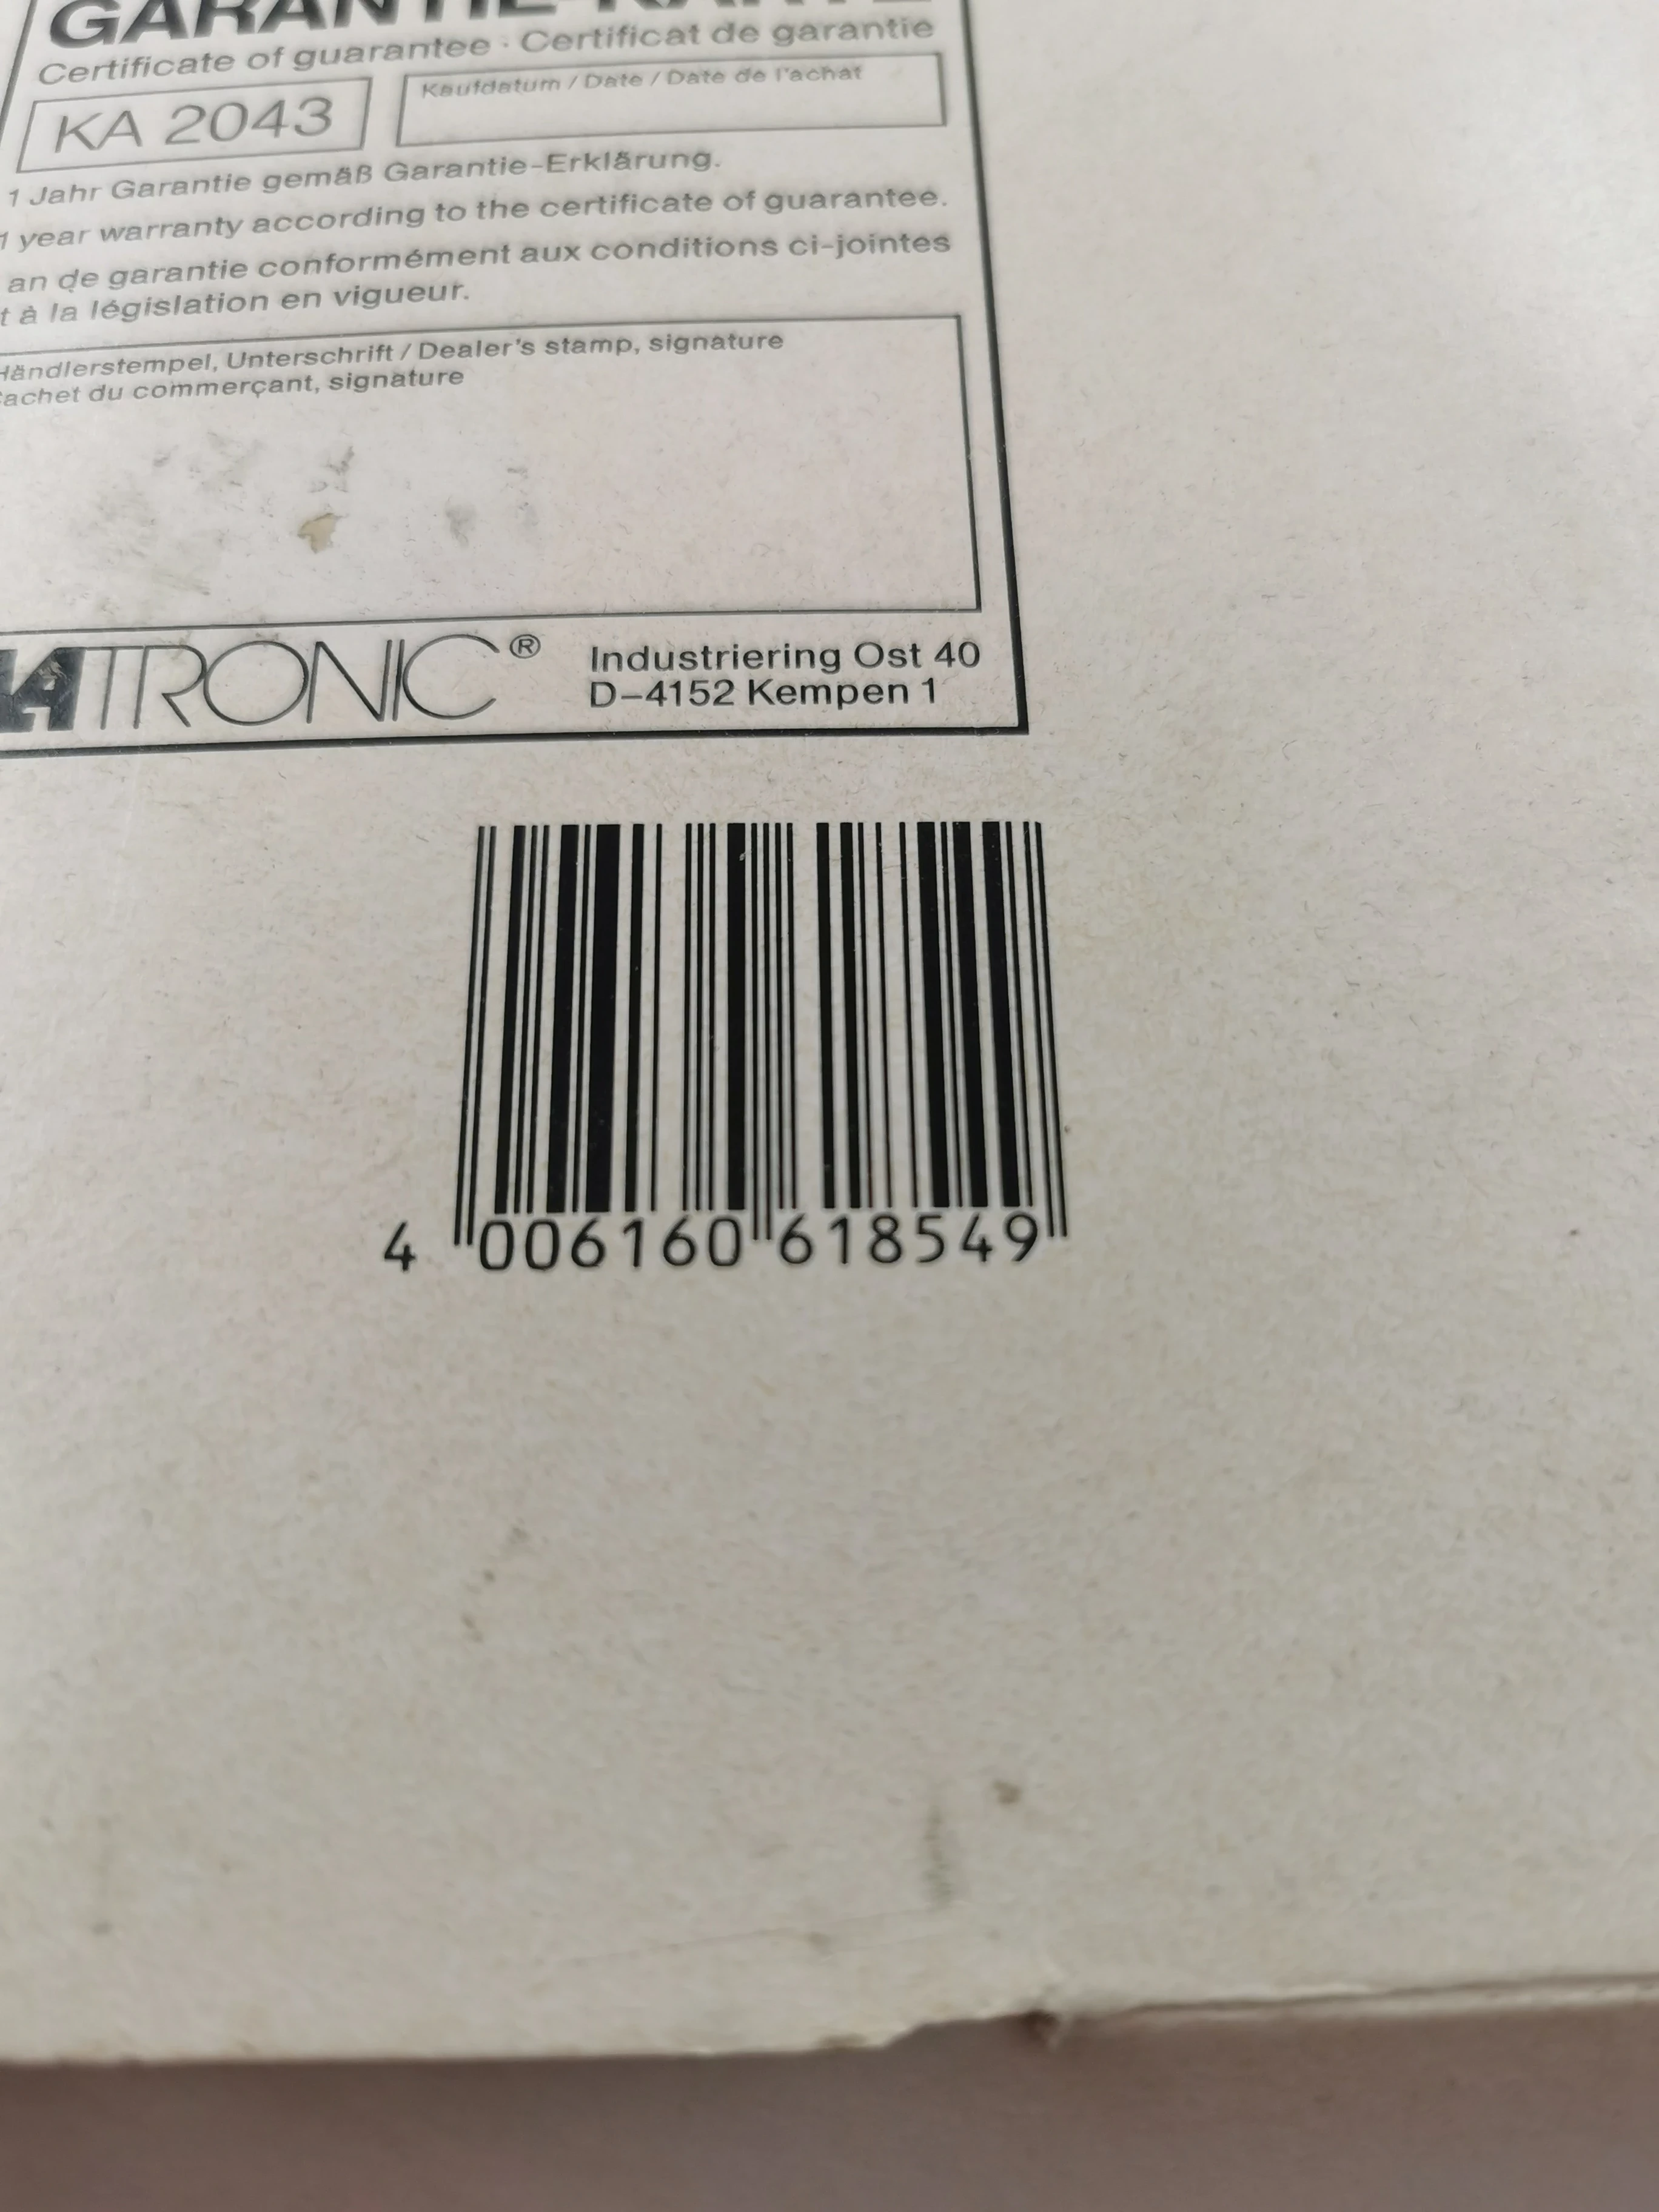 GARANTIE-KARTE
Certificate of guarantee · Certificat de garantie
KA 2043
Kaufdatum / Date / Date de l'achat
1 Jahr Garantie gemäß Garantie-Erklärung.
1 year warranty according to the certificate of guarantee.
an de garantie conformément aux conditions ci-jointes
t à la législation en vigueur.
Händlerstempel, Unterschrift / Dealer's stamp, signature
achet du commerçant, signature
ATRONIC® Industriering Ost 40
D-4152 Kempen 1
4 006160 618549